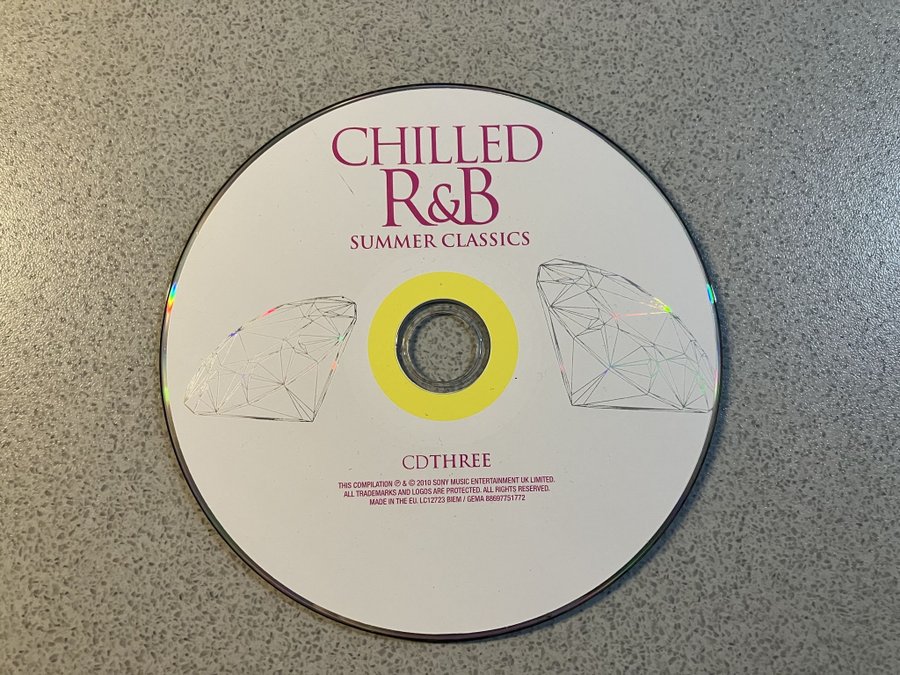 CHILLED
R&B
SUMMER CLASSICS
CDTHREE
THIS COMPILATION ℗ & © 2010 SONY MUSIC ENTERTAINMENT UK LIMITED.
ALL TRADEMARKS AND LOGOS ARE PROTECTED. ALL RIGHTS RESERVED.
MADE IN THE EU. LC12723 BIEM / GEMA 88697751772